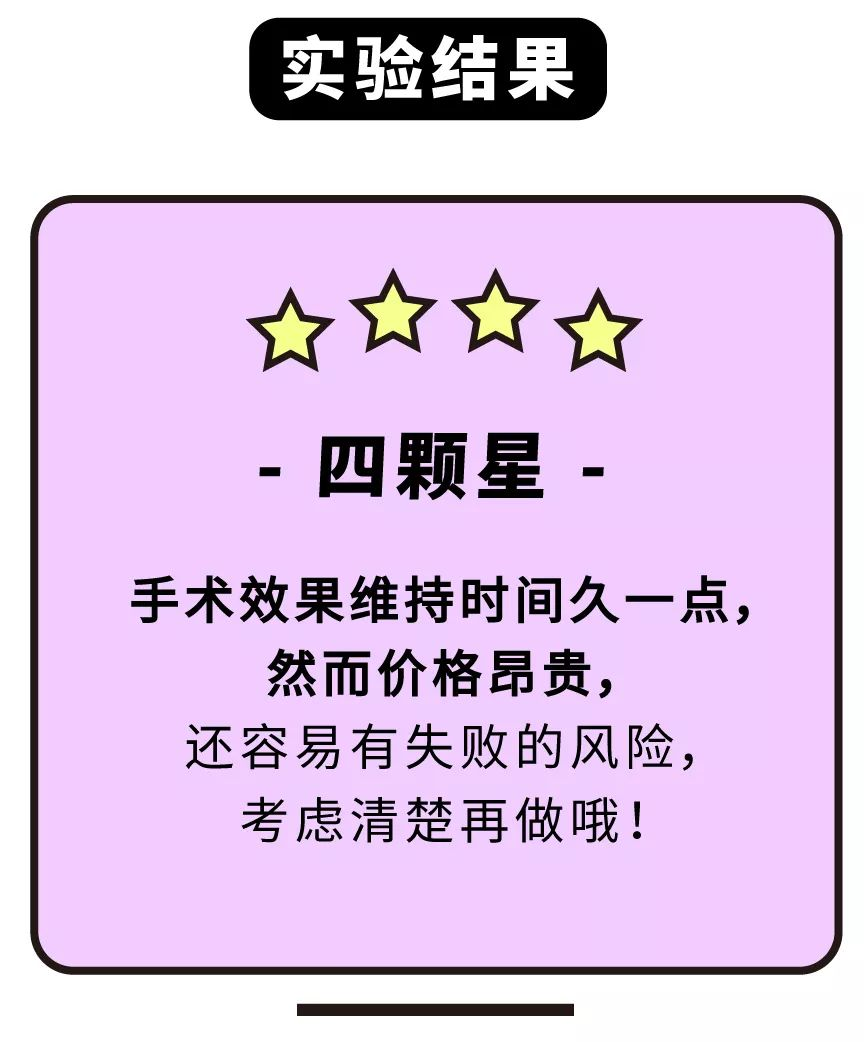 实验结果
- 四颗星 -
手术效果维持时间久一点，
然而价格昂贵，
还容易有失败的风险，
考虑清楚再做哦！